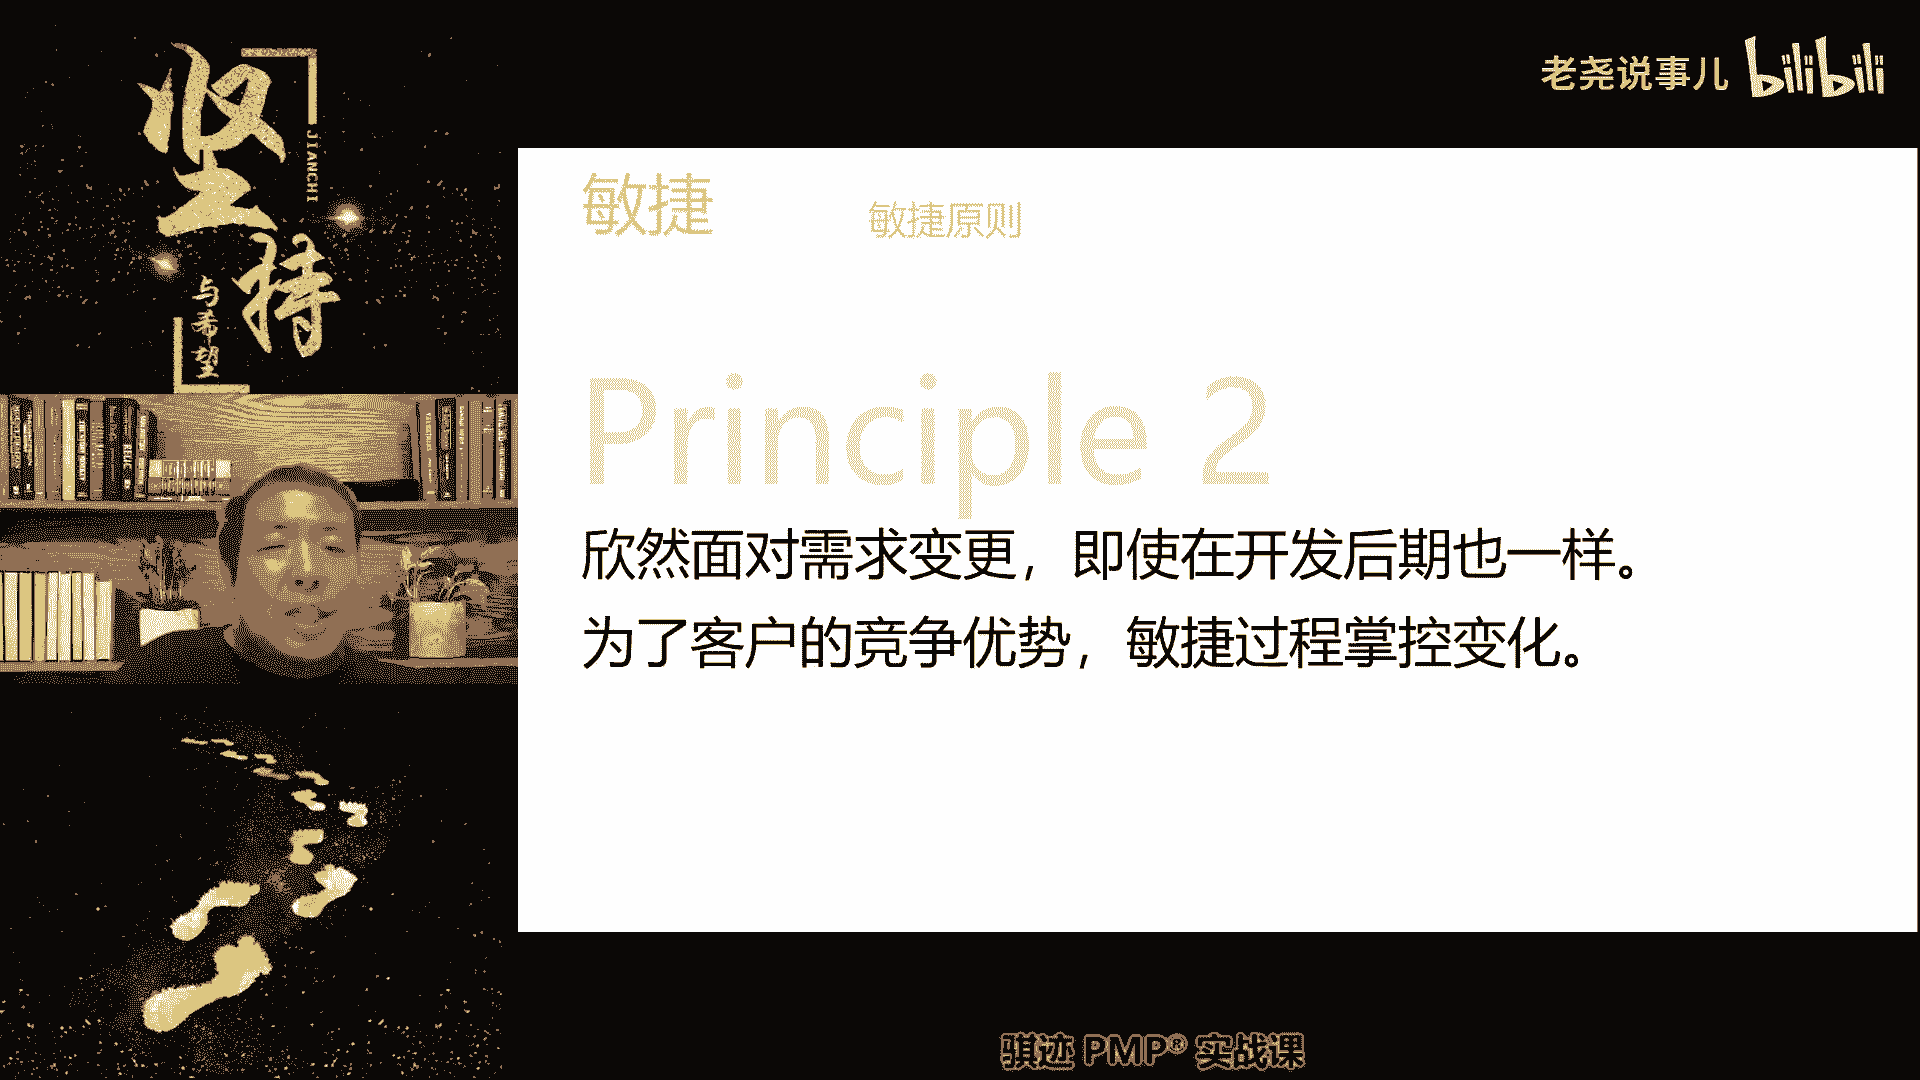 坚持
JIANCHI
与希望
老尧说事儿 bilibili
敏捷
敏捷原则
Principle 2
欣然面对需求变更，即使在开发后期也一样。
为了客户的竞争优势，敏捷过程掌控变化。
骐迹 PMP® 实战课